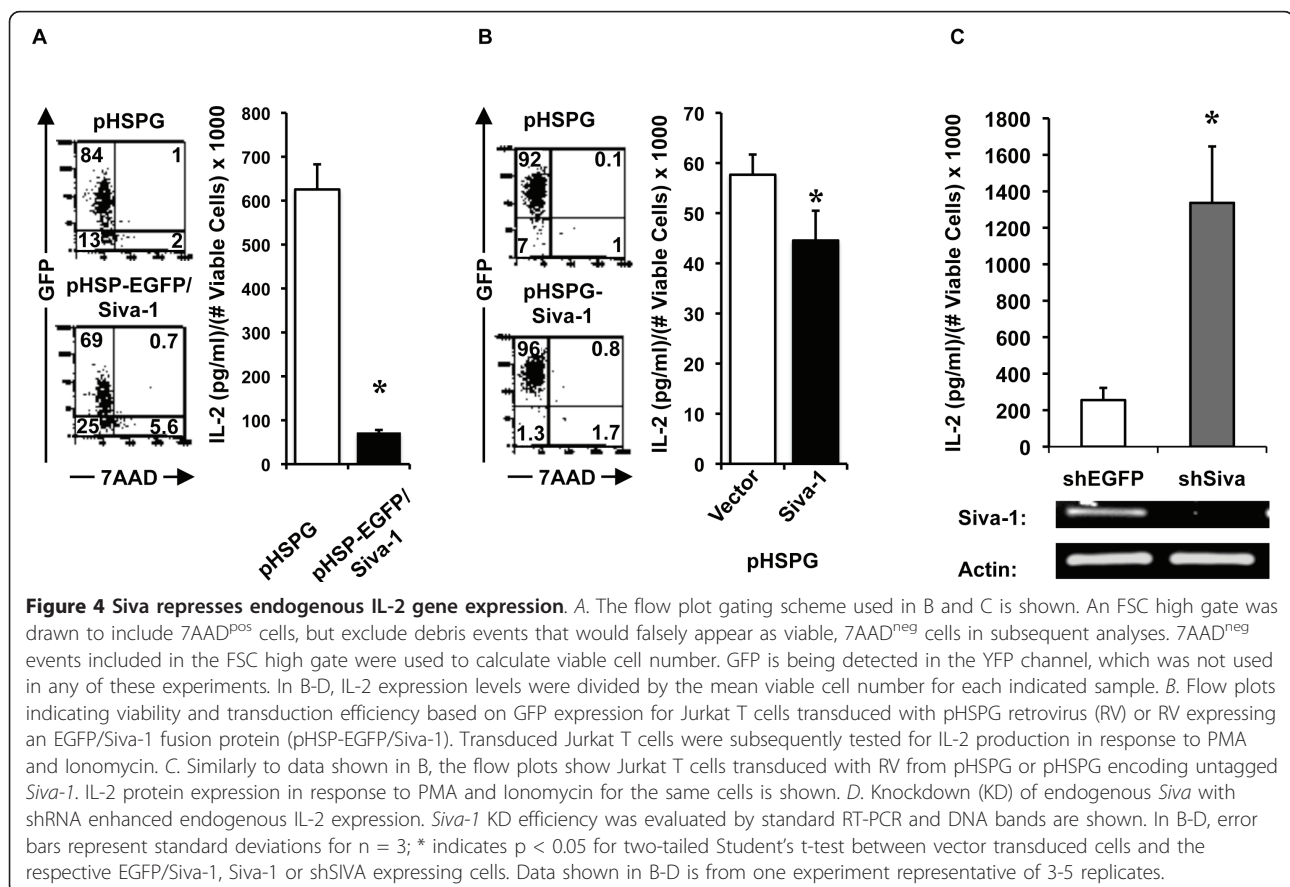 A
B
C
pHSPG
84
1
13
2
pHSP-EGFP/
Siva-1
69
0.7
25
5.6
GFP
7AAD
IL-2 (pg/ml)/(# Viable Cells) x 1000
800
700
600
500
400
300
200
100
0
*
pHSPG
pHSP-EGFP/
Siva-1
pHSPG
92
0.1
7
1
pHSPG-
Siva-1
96
0.8
1.3
1.7
GFP
7AAD
IL-2 (pg/ml)/(# Viable Cells) x 1000
70
60
50
40
30
20
10
0
*
Vector
Siva-1
pHSPG
IL-2 (pg/ml)/(# Viable Cells) x 1000
1800
1600
1400
1200
1000
800
600
400
200
0
*
shEGFP
shSiva
Siva-1:
Actin:
Figure 4 Siva represses endogenous IL-2 gene expression. A. The flow plot gating scheme used in B and C is shown. An FSC high gate was
drawn to include 7AADpos cells, but exclude debris events that would falsely appear as viable, 7AADneg cells in subsequent analyses. 7AADneg
events included in the FSC high gate were used to calculate viable cell number. GFP is being detected in the YFP channel, which was not used
in any of these experiments. In B-D, IL-2 expression levels were divided by the mean viable cell number for each indicated sample. B. Flow plots
indicating viability and transduction efficiency based on GFP expression for Jurkat T cells transduced with pHSPG retrovirus (RV) or RV expressing
an EGFP/Siva-1 fusion protein (pHSP-EGFP/Siva-1). Transduced Jurkat T cells were subsequently tested for IL-2 production in response to PMA
and Ionomycin. C. Similarly to data shown in B, the flow plots show Jurkat T cells transduced with RV from pHSPG or pHSPG encoding untagged
Siva-1. IL-2 protein expression in response to PMA and Ionomycin for the same cells is shown. D. Knockdown (KD) of endogenous Siva with
shRNA enhanced endogenous IL-2 expression. Siva-1 KD efficiency was evaluated by standard RT-PCR and DNA bands are shown. In B-D, error
bars represent standard deviations for n = 3; * indicates p < 0.05 for two-tailed Student's t-test between vector transduced cells and the
respective EGFP/Siva-1, Siva-1 or shSIVA expressing cells. Data shown in B-D is from one experiment representative of 3-5 replicates.